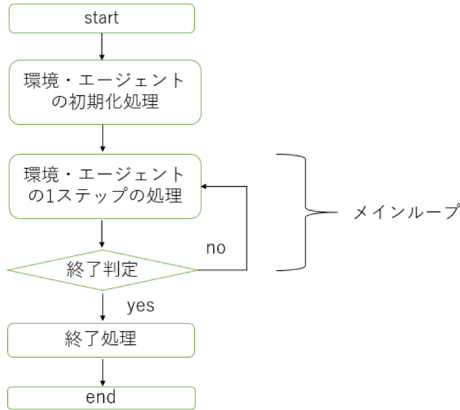 start
環境・エージェント
の初期化処理
環境・エージェント
の1ステップの処理
メインループ
no
終了判定
yes
終了処理
end